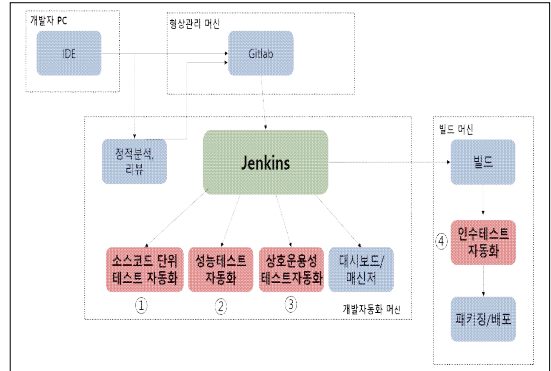 개발자 PC
IDE
형상관리 머신
Gitlab
정적분석,
리뷰
Jenkins
소스코드 단위
테스트 자동화
①
성능테스트
자동화
②
상호운용성
테스트자동화
③
대시보드/
매신저
개발자동화 머신
빌드 머신
빌드
④
인수테스트
자동화
패키징/배포